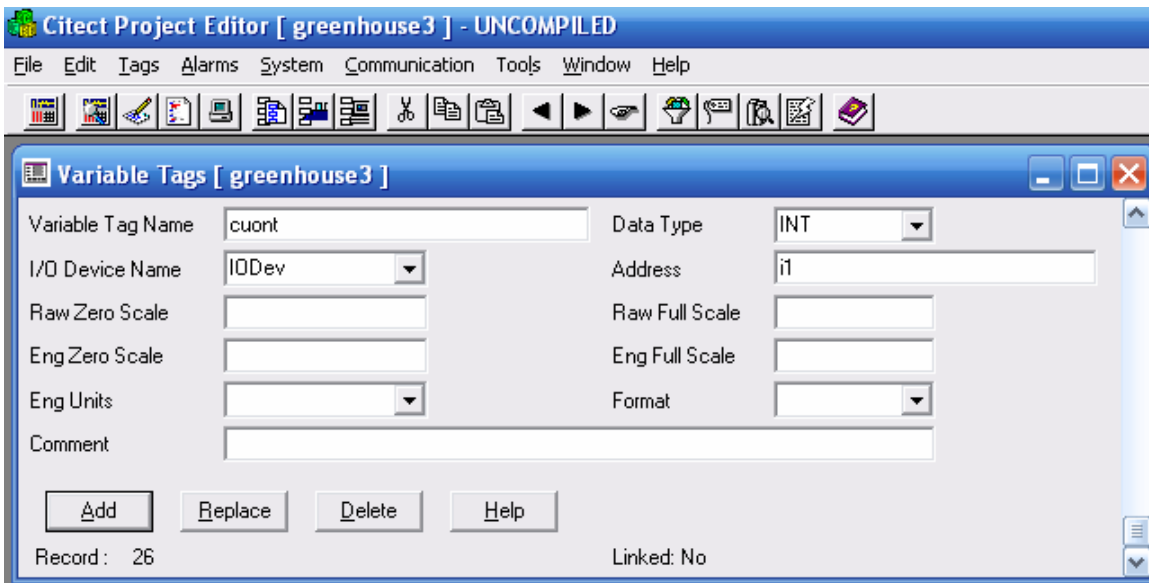 Citect Project Editor [ greenhouse3 ] - UNCOMPILED
File Edit Tags Alarms System Communication Tools Window Help
Variable Tags [ greenhouse3 ]
Variable Tag Name cuont Data Type INT
I/O Device Name IODev Address i1
Raw Zero Scale Raw Full Scale
Eng Zero Scale Eng Full Scale
Eng Units Format
Comment
Add Replace Delete Help
Record : 26 Linked: No